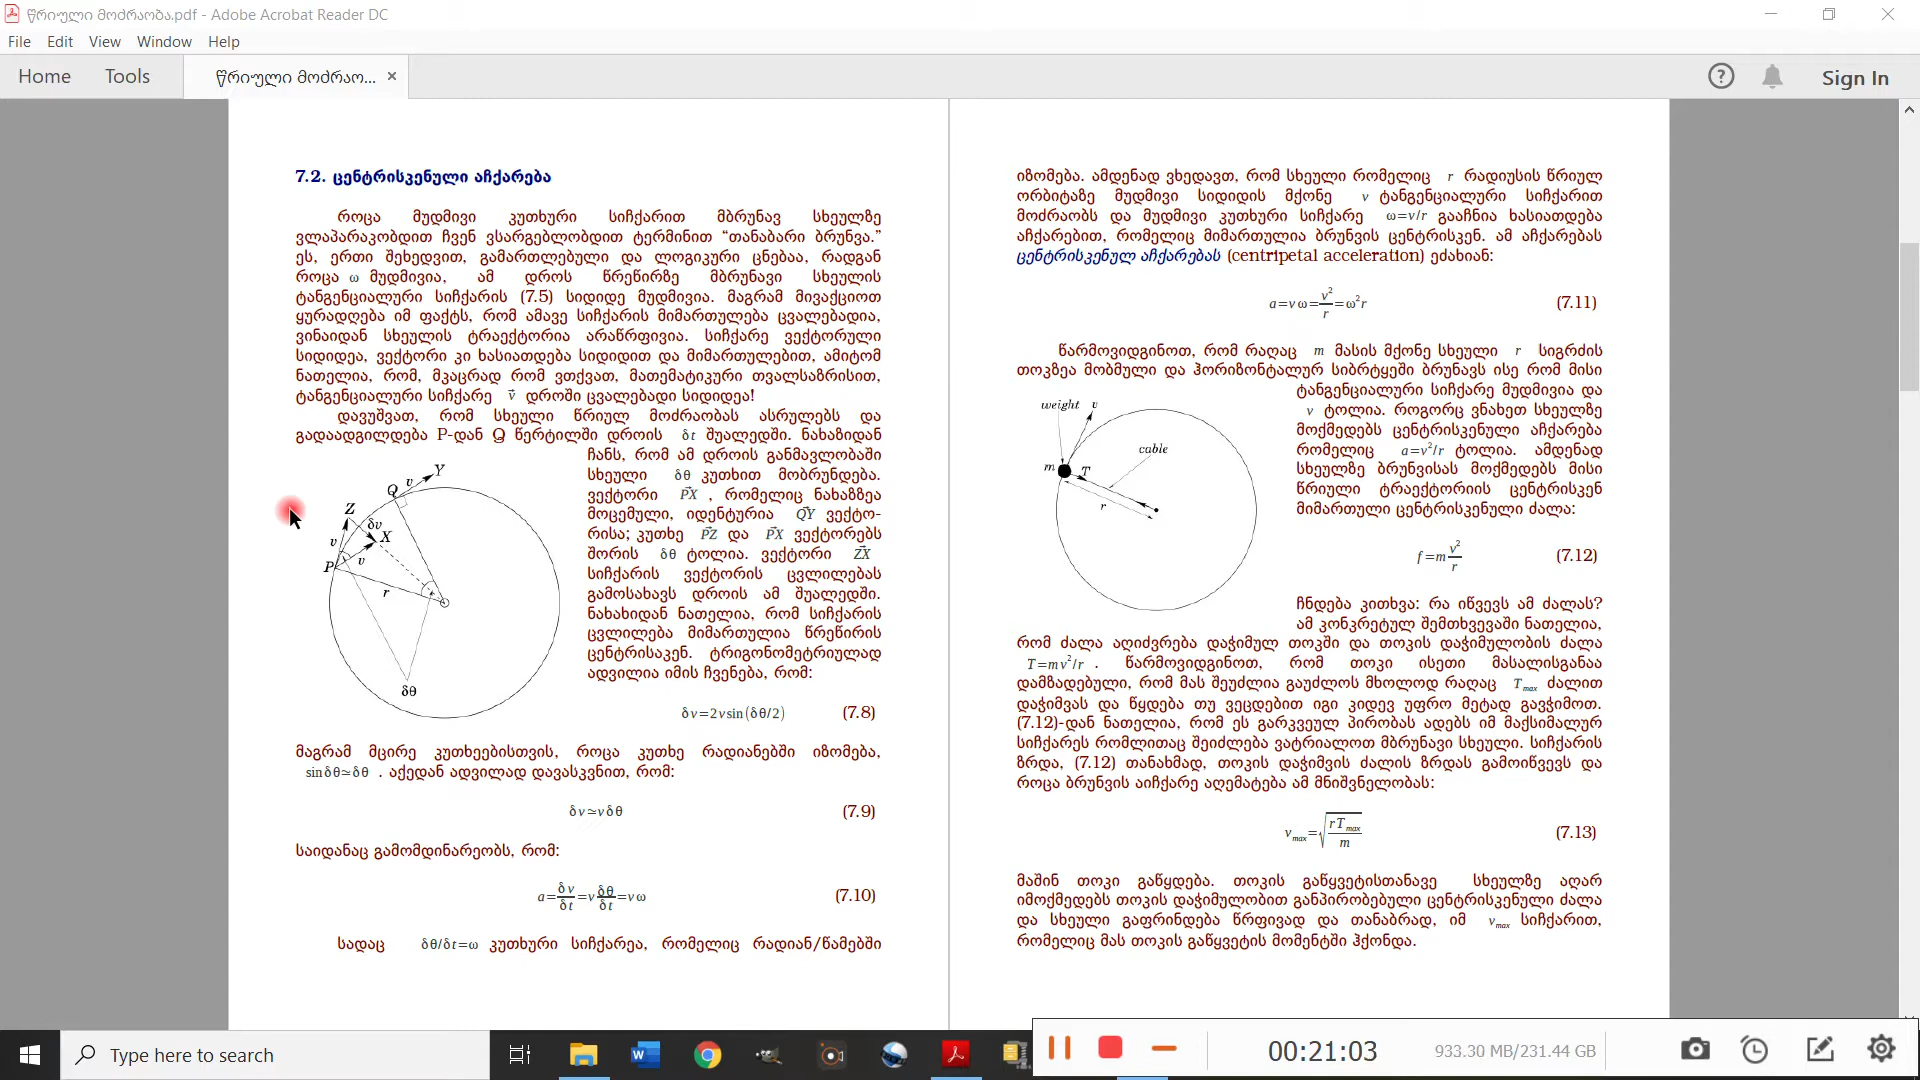 წრიული მოძრაობა.pdf - Adobe Acrobat Reader DC
File Edit View Window Help
Home Tools წრიული მოძრაო... × Sign In
7.2. ცენტრისკენული აჩქარება
როცა მუდმივი კუთხური სიჩქარით მბრუნავ სხეულზე
ვლაპარაკობდით ჩვენ ვსარგებლობდით ტერმინით “თანაბარი ბრუნვა.”
ეს, ერთი შეხედვით, გამართლებული და ლოგიკური ცნებაა, რადგან
როცა ω მუდმივია, ამ დროს წრეწირზე მბრუნავი სხეულის
ტანგენციალური სიჩქარის (7.5) სიდიდე მუდმივია. მაგრამ მივაქციოთ
ყურადღება იმ ფაქტს, რომ ამავე სიჩქარის მიმართულება ცვალებადია,
ვინაიდან სხეულის ტრაექტორია არაწრფივია. სიჩქარე ვექტორული
სიდიდეა, ვექტორი კი ხასიათდება სიდიდით და მიმართულებით, ამიტომ
ნათელია, რომ, მკაცრად რომ ვთქვათ, მათემატიკური თვალსაზრისით,
ტანგენციალური სიჩქარე v⃗ დროში ცვალებადი სიდიდეა!
დავუშვათ, რომ სხეული წრიულ მოძრაობას ასრულებს და
გადაადგილდება P-დან Q წერტილში დროის δt შუალედში. ნახაზიდან
ჩანს, რომ ამ დროის განმავლობაში
სხეული δθ კუთხით მობრუნდება.
ვექტორი PX⃗ , რომელიც ნახაზზეა
მოცემული, იდენტურია QY⃗ ვექტო-
რისა; კუთხე PZ⃗ და PX⃗ ვექტორებს
შორის δθ ტოლია. ვექტორი ZX⃗
სიჩქარის ვექტორის ცვლილებას
გამოსახავს დროის ამ შუალედში.
ნახახიდან ნათელია, რომ სიჩქარის
ცვლილება მიმართულია წრეწირის
ცენტრისაკენ. ტრიგონომეტრიულად
ადვილია იმის ჩვენება, რომ:
Y
Q v
Z
δv
v X
v
P
r
δθ
δv=2vsin(δθ/2) (7.8)
მაგრამ მცირე კუთხეებისთვის, როცა კუთხე რადიანებში იზომება,
sinδθ≃δθ . აქედან ადვილად დავასკვნით, რომ:
δv≃vδθ (7.9)
საიდანაც გამომდინარეობს, რომ:
a=δv/δt=vδθ/δt=vω (7.10)
სადაც δθ/δt=ω კუთხური სიჩქარეა, რომელიც რადიან/წამებში
იზომება. ამდენად ვხედავთ, რომ სხეული რომელიც r რადიუსის წრიულ
ორბიტაზე მუდმივი სიდიდის მქონე v ტანგენციალური სიჩქარით
მოძრაობს და მუდმივი კუთხური სიჩქარე ω=v/r გააჩნია ხასიათდება
აჩქარებით, რომელიც მიმართულია ბრუნვის ცენტრისკენ. ამ აჩქარებას
ცენტრისკენულ აჩქარებას (centripetal acceleration) ეძახიან:
a=vω=v²/r=ω²r (7.11)
წარმოვიდგინოთ, რომ რაღაც m მასის მქონე სხეული r სიგრძის
თოკზეა მობმული და ჰორიზონტალურ სიბრტყეში ბრუნავს ისე რომ მისი
ტანგენციალური სიჩქარე მუდმივია და
v ტოლია. როგორც ვნახეთ სხეულზე
მოქმედებს ცენტრისკენული აჩქარება
რომელიც a=v²/r ტოლია. ამდენად
სხეულზე ბრუნვისას მოქმედებს მისი
წრიული ტრაექტორიის ცენტრისკენ
მიმართული ცენტრისკენული ძალა:
weight v
cable
m T
r
f=mv²/r (7.12)
ჩნდება კითხვა: რა იწვევს ამ ძალას?
ამ კონკრეტულ შემთხვევაში ნათელია,
რომ ძალა აღიძვრება დაჭიმულ თოკში და თოკის დაჭიმულობის ძალა
T=mv²/r . წარმოვიდგინოთ, რომ თოკი ისეთი მასალისგანაა
დამზადებული, რომ მას შეუძლია გაუძლოს მხოლოდ რაღაც Tmax ძალით
დაჭიმვას და წყდება თუ ვეცდებით იგი კიდევ უფრო მეტად გავჭიმოთ.
(7.12)-დან ნათელია, რომ ეს გარკვეულ პირობას ადებს იმ მაქსიმალურ
სიჩქარეს რომლითაც შეიძლება ვატრიალოთ მბრუნავი სხეული. სიჩქარის
ზრდა, (7.12) თანახმად, თოკის დაჭიმვის ძალის ზრდას გამოიწვევს და
როცა ბრუნვის აიჩქარე აღემატება ამ მნიშვნელობას:
vmax=√(rTmax/m) (7.13)
მაშინ თოკი გაწყდება. თოკის გაწყვეტისთანავე სხეულზე აღარ
იმოქმედებს თოკის დაჭიმულობით განპირობებული ცენტრისკენული ძალა
და სხეული გაფრინდება წრფივად და თანაბრად, იმ vmax სიჩქარით,
რომელიც მას თოკის გაწყვეტის მომენტში ჰქონდა.
Type here to search
00:21:03 933.30 MB/231.44 GB